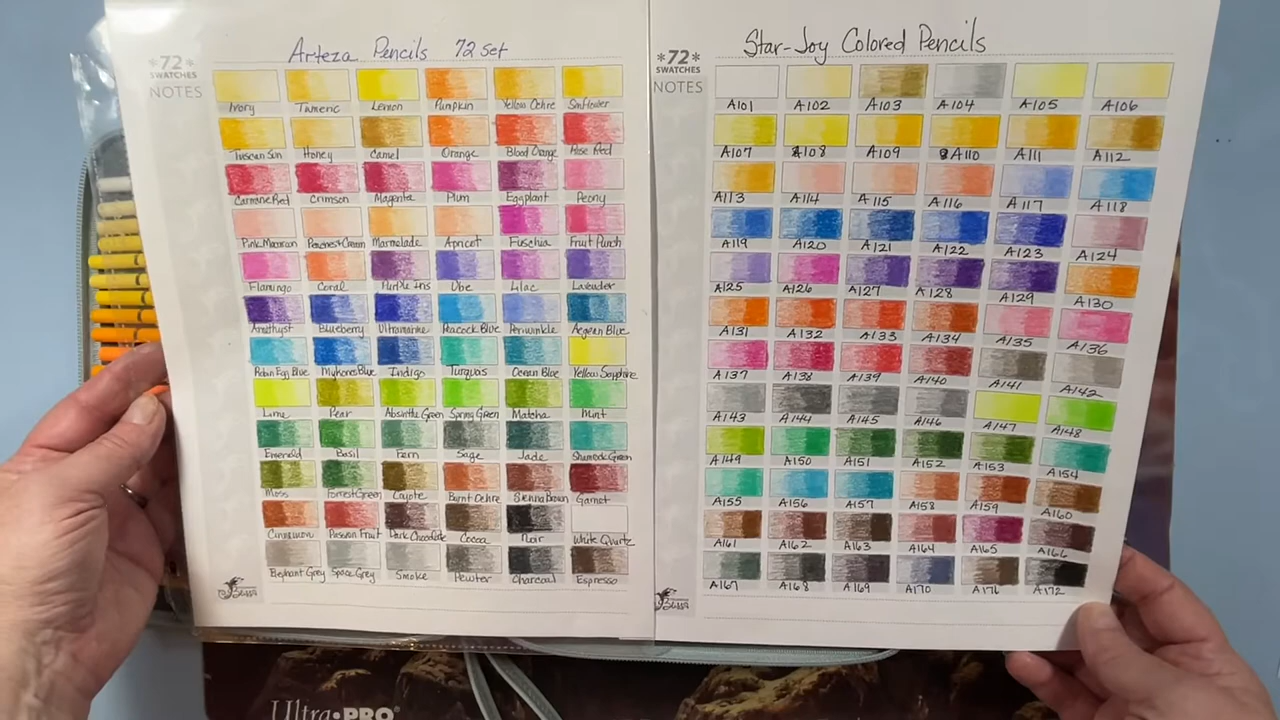 Arteza Pencils 72 set
*72*
SWATCHES
NOTES
Ivory Tumeric Lemon Pumpkin Yellow Ochre Sunflower
Tuscan Sun Honey Camel Orange Blood Orange Rose Red
Carmine Red Crimson Magenta Plum Eggplant Peony
Pink Macaron Peaches+Cream Marmalade Apricot Fuschia Fruit Punch
Flamingo Coral Purple Iris Lilac Lavender
Amethyst Blueberry Ultramarine Peacock Blue Periwinkle Aegean Blue
Robin Egg Blue Mykonos Blue Indigo Turquois Ocean Blue Yellow Sapphire
Lime Pear Absinthe Green Spring Green Matcha Mint
Emerald Basil Fern Sage Jade Shamrock Green
Moss Forrest Green Coyote Burnt Ochre Sienna Brown Garnet
Cinnamon Passion Fruit Dark Chocolate Cocoa Noir White Quartz
Elephant Grey Space Grey Smoke Pewter Charcoal Espresso
Star-Joy Colored Pencils
*72*
SWATCHES
NOTES
A101 A102 A103 A104 A105 A106
A107 A108 A109 A110 A111 A112
A113 A114 A115 A116 A117 A118
A119 A120 A121 A122 A123 A124
A125 A126 A127 A128 A129 A130
A131 A132 A133 A134 A135 A136
A137 A138 A139 A140 A141 A142
A143 A144 A145 A146 A147 A148
A149 A150 A151 A152 A153 A154
A155 A156 A157 A158 A159 A160
A161 A162 A163 A164 A165 A166
A167 A168 A169 A170 A171 A172
Ultra•PRO®